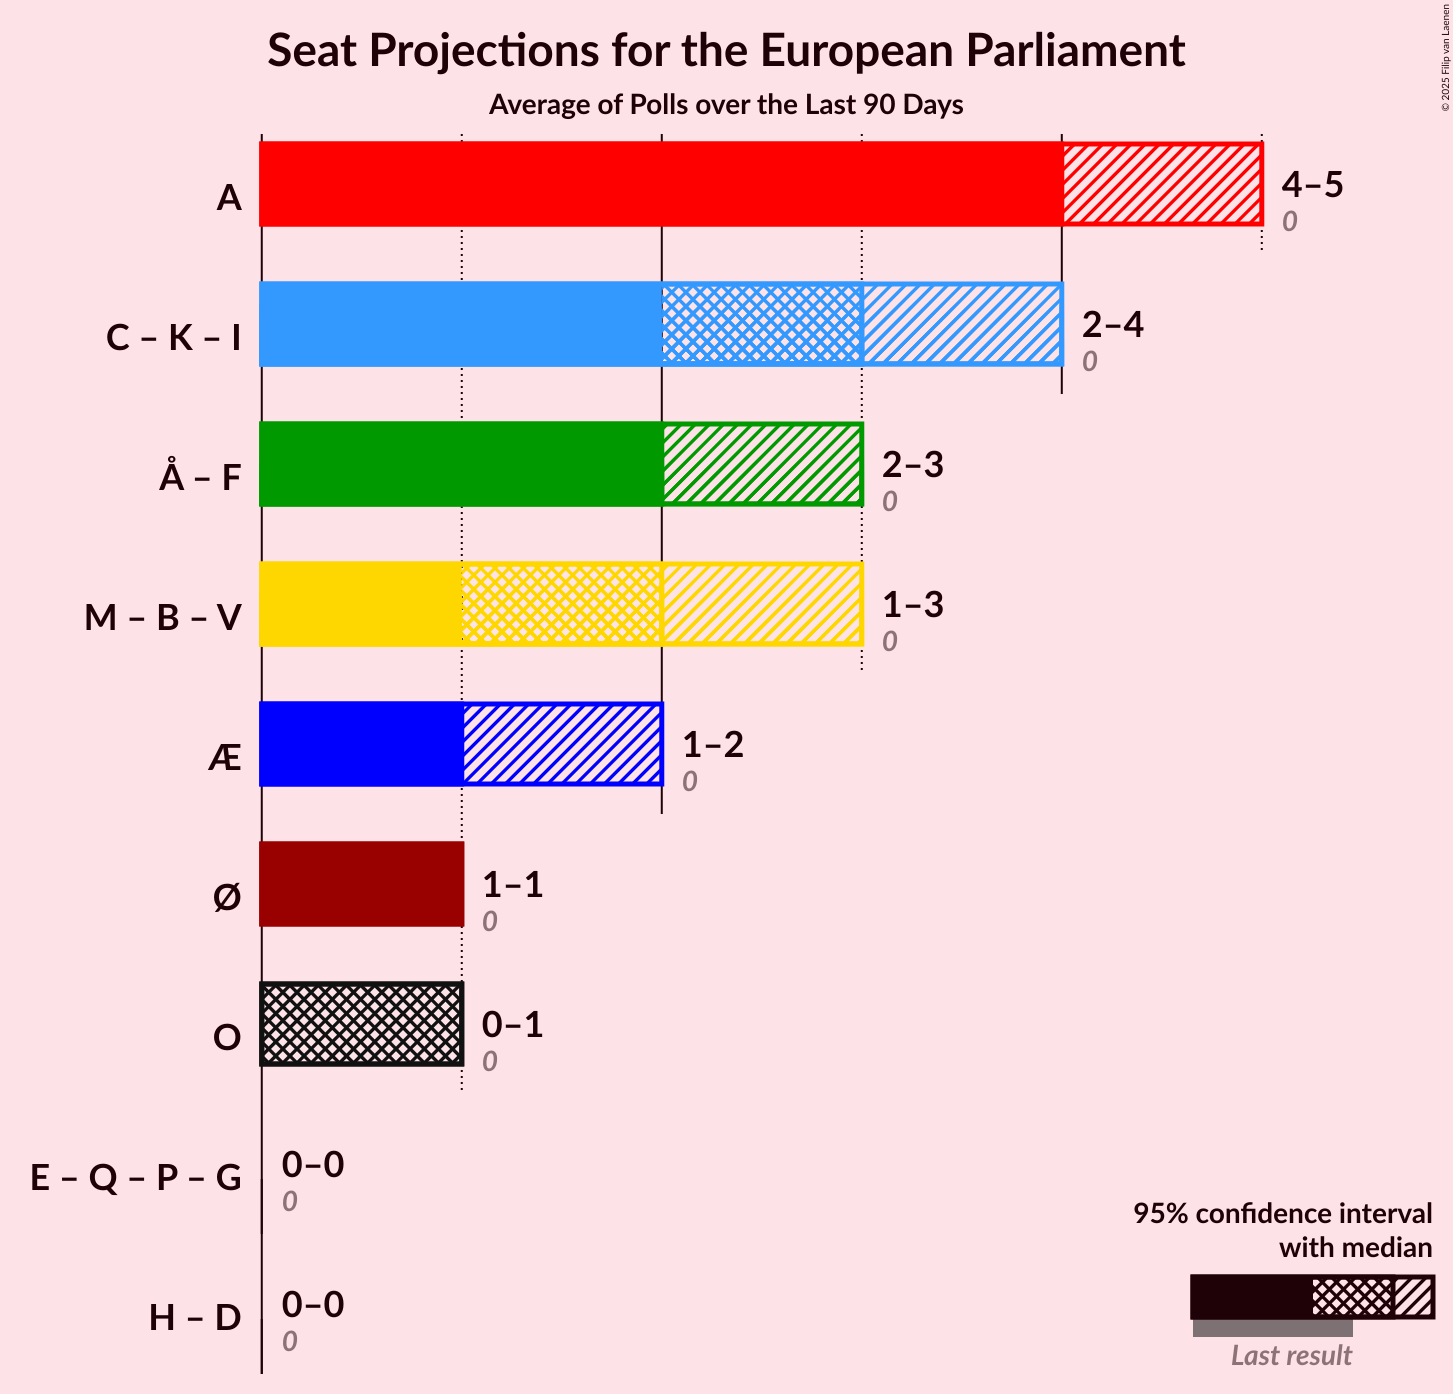 Seat Projections for the European Parliament
Average of Polls over the Last 90 Days
© 2025 Filip van Laenen
A
4–5
0
C – K – I
2–4
0
Å – F
2–3
0
M – B – V
1–3
0
Æ
1–2
0
Ø
1–1
0
O
0–1
0
E – Q – P – G
0–0
0
H – D
0–0
0
95% confidence interval
with median
Last result